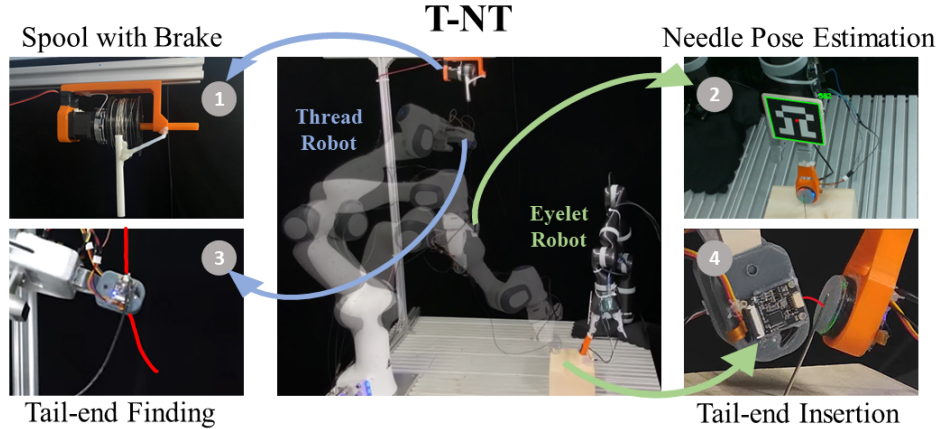 T-NT
Spool with Brake
Needle Pose Estimation
1
2
Thread
Robot
Eyelet
Robot
3
4
Tail-end Finding
Tail-end Insertion